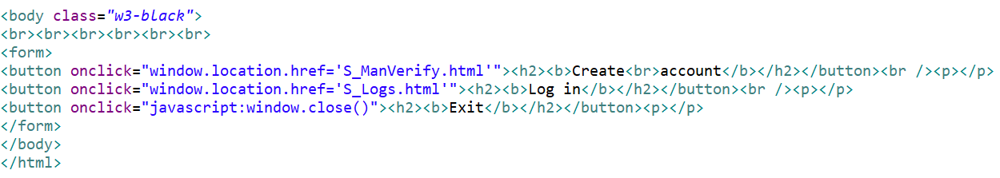 <body class="w3-black">
<br><br><br><br><br><br>
<form>
<button onclick="window.location.href='S_ManVerify.html'"><h2><b>Create<br>account</b></h2></button><br /><p></p>
<button onclick="window.location.href='S_Logs.html'"><h2><b>Log in</b></h2></button><br /><p></p>
<button onclick="javascript:window.close()"><h2><b>Exit</b></h2></button><p></p>
</form>
</body>
</html>